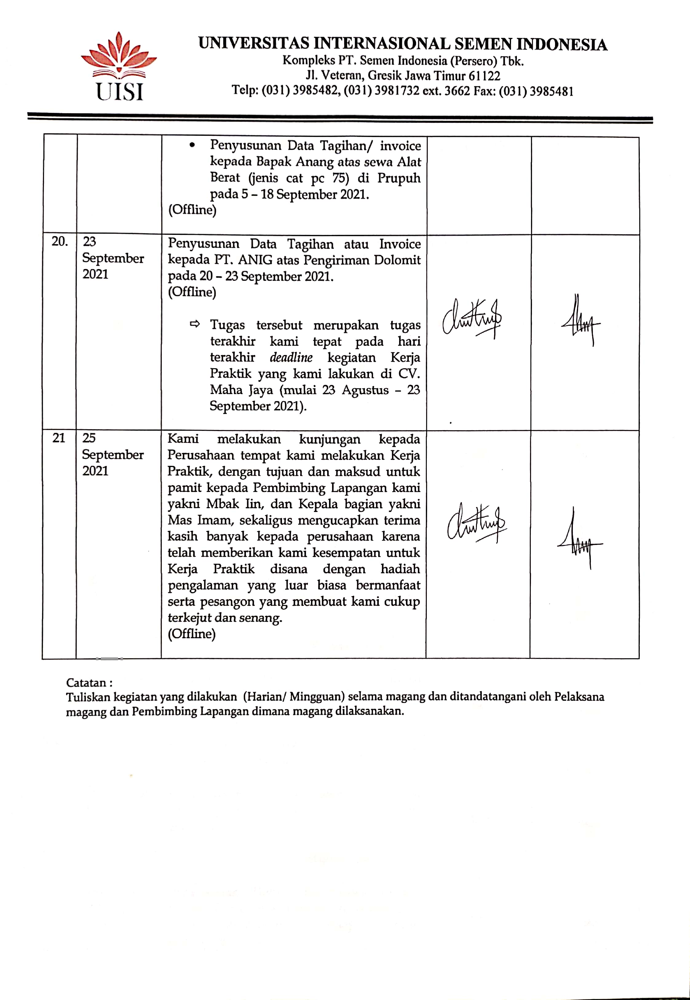 UISI
UNIVERSITAS INTERNASIONAL SEMEN INDONESIA
Kompleks PT. Semen Indonesia (Persero) Tbk.
Jl. Veteran, Gresik Jawa Timur 61122
Telp: (031) 3985482, (031) 3981732 ext. 3662 Fax: (031) 3985481
• Penyusunan Data Tagihan/ invoice
kepada Bapak Anang atas sewa Alat
Berat (jenis cat pc 75) di Prupuh
pada 5 – 18 September 2021.
(Offline)
20.
23
September
2021
Penyusunan Data Tagihan atau Invoice
kepada PT. ANIG atas Pengiriman Dolomit
pada 20 – 23 September 2021.
(Offline)
⇨ Tugas tersebut merupakan tugas
terakhir kami tepat pada hari
terakhir deadline kegiatan Kerja
Praktik yang kami lakukan di CV.
Maha Jaya (mulai 23 Agustus – 23
September 2021).
21
25
September
2021
Kami melakukan kunjungan kepada
Perusahaan tempat kami melakukan Kerja
Praktik, dengan tujuan dan maksud untuk
pamit kepada Pembimbing Lapangan kami
yakni Mbak Iin, dan Kepala bagian yakni
Mas Imam, sekaligus mengucapkan terima
kasih banyak kepada perusahaan karena
telah memberikan kami kesempatan untuk
Kerja Praktik disana dengan hadiah
pengalaman yang luar biasa bermanfaat
serta pesangon yang membuat kami cukup
terkejut dan senang.
(Offline)
Catatan :
Tuliskan kegiatan yang dilakukan (Harian/ Mingguan) selama magang dan ditandatangani oleh Pelaksana
magang dan Pembimbing Lapangan dimana magang dilaksanakan.